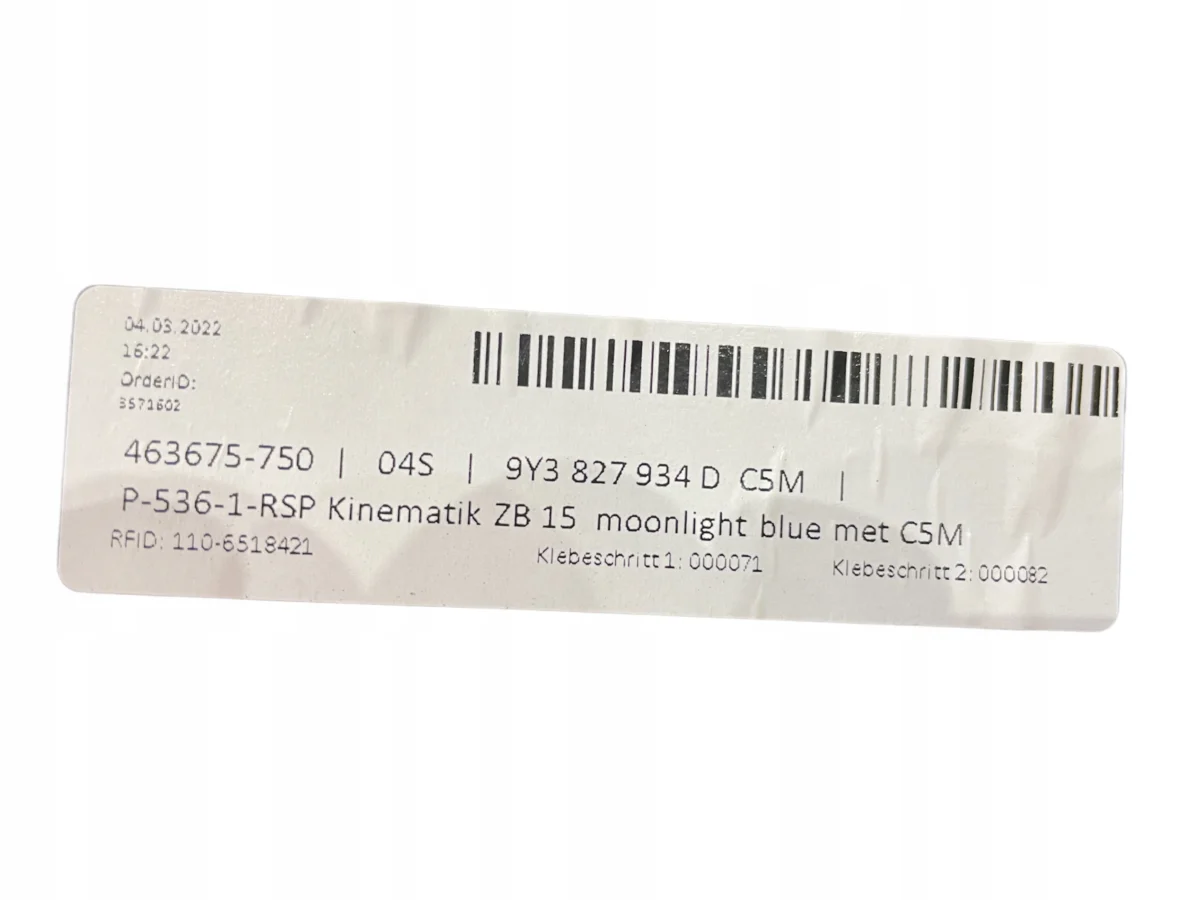 04.03.2022
16:22
OrderID:
3571602
463675-750 | 04S | 9Y3 827 934 D C5M |
P-536-1-RSP Kinematik ZB 15 moonlight blue met C5M
RFID: 110-6518421 Klebeschritt 1: 000071 Klebeschritt 2: 000082